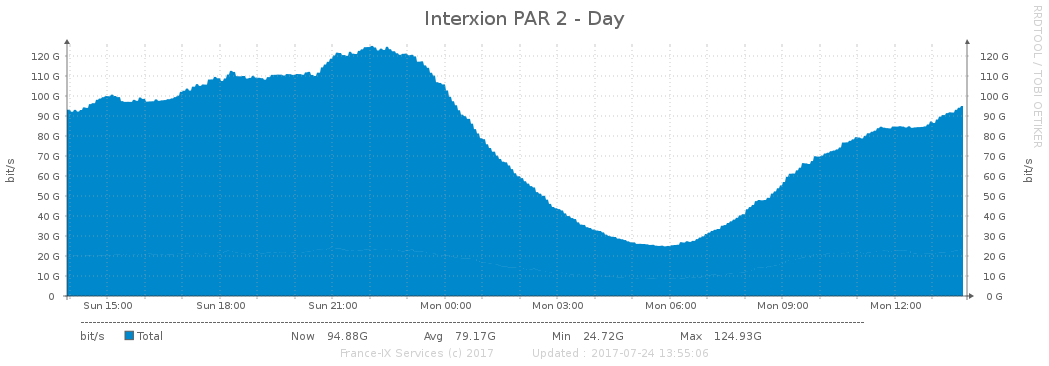 Interxion PAR 2 - Day
RRDTOOL / TOBI OETIKER
bit/s
bit/s
120 G 120 G
110 G 110 G
100 G 100 G
90 G 90 G
80 G 80 G
70 G 70 G
60 G 60 G
50 G 50 G
40 G 40 G
30 G 30 G
20 G 20 G
10 G 10 G
0 0 G
Sun 15:00 Sun 18:00 Sun 21:00 Mon 00:00 Mon 03:00 Mon 06:00 Mon 09:00 Mon 12:00
bit/s Total Now 94.88G Avg 79.17G Min 24.72G Max 124.93G
France-IX Services (c) 2017 Updated : 2017-07-24 13:55:06